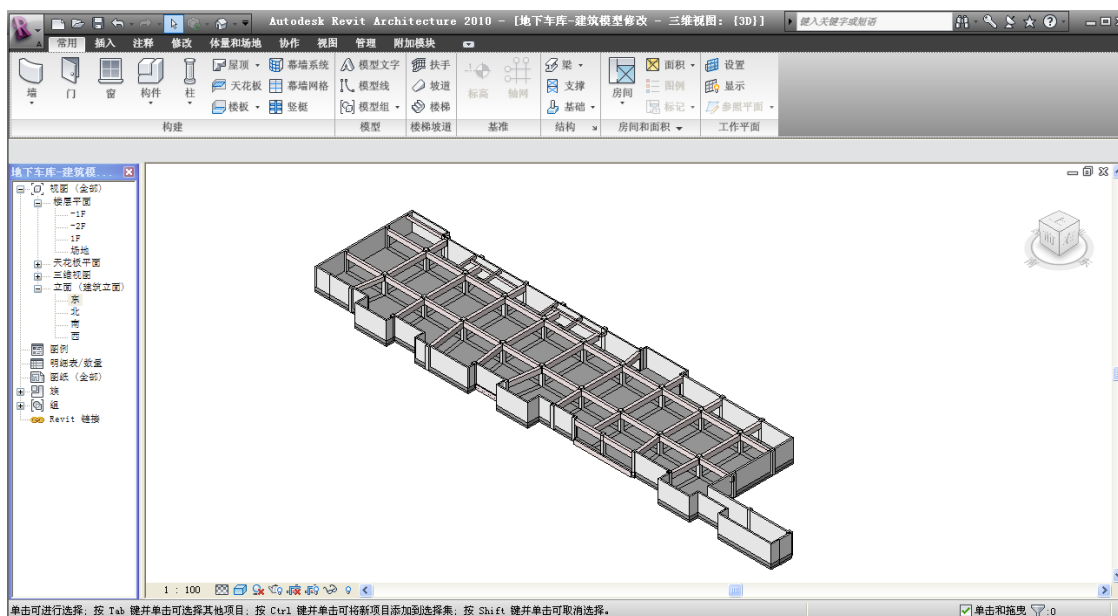 Autodesk Revit Architecture 2010 - [地下车库-建筑模型修改 - 三维视图: {3D}]
键入关键字或短语
常用 插入 注释 修改 体量和场地 协作 视图 管理 附加模块
墙 门 窗 构件 柱
屋顶 幕墙系统
天花板 幕墙网格
楼板 竖梃
构建
模型文字
模型线
模型组
模型
扶手
坡道
楼梯
楼梯坡道
标高 轴网
基准
梁
支撑
基础
结构
房间
面积
图例
标记
房间和面积
设置
显示
参照平面
工作平面
地下车库-建筑模...
视图 (全部)
楼层平面
-1F
-2F
1F
场地
天花板平面
三维视图
立面 (建筑立面)
东
北
南
西
图例
明细表/数量
图纸 (全部)
族
组
Revit 链接
1 : 100
单击可进行选择; 按 Tab 键并单击可选择其他项目; 按 Ctrl 键并单击可将新项目添加到选择集; 按 Shift 键并单击可取消选择。
单击和拖曳 :0